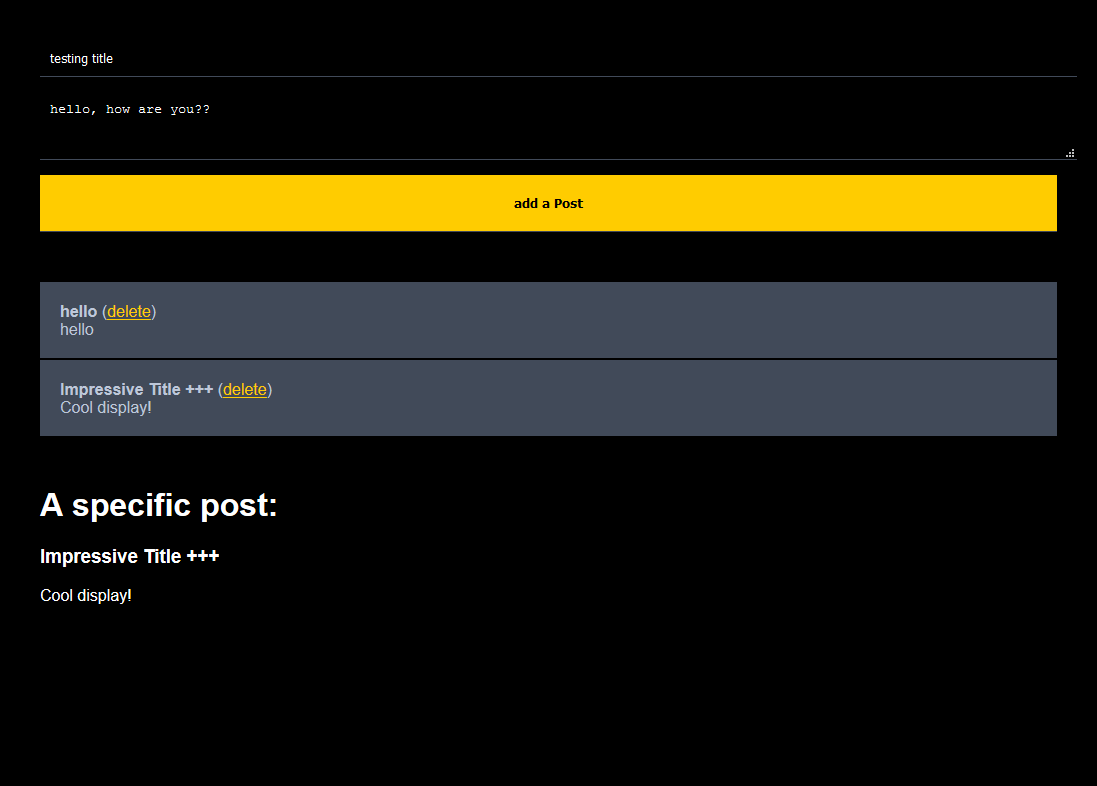 testing title
hello, how are you??
add a Post
hello (delete)
hello
Impressive Title +++ (delete)
Cool display!
A specific post:
Impressive Title +++
Cool display!